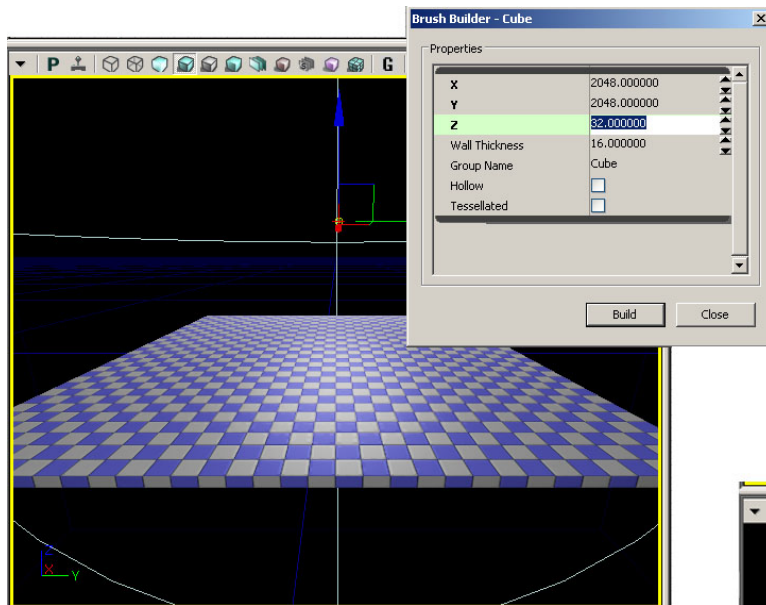 Brush Builder - Cube
Properties
P
G
X 2048.000000
Y 2048.000000
Z 32.000000
Wall Thickness 16.000000
Group Name Cube
Hollow
Tessellated
Build Close
Z
X
Y